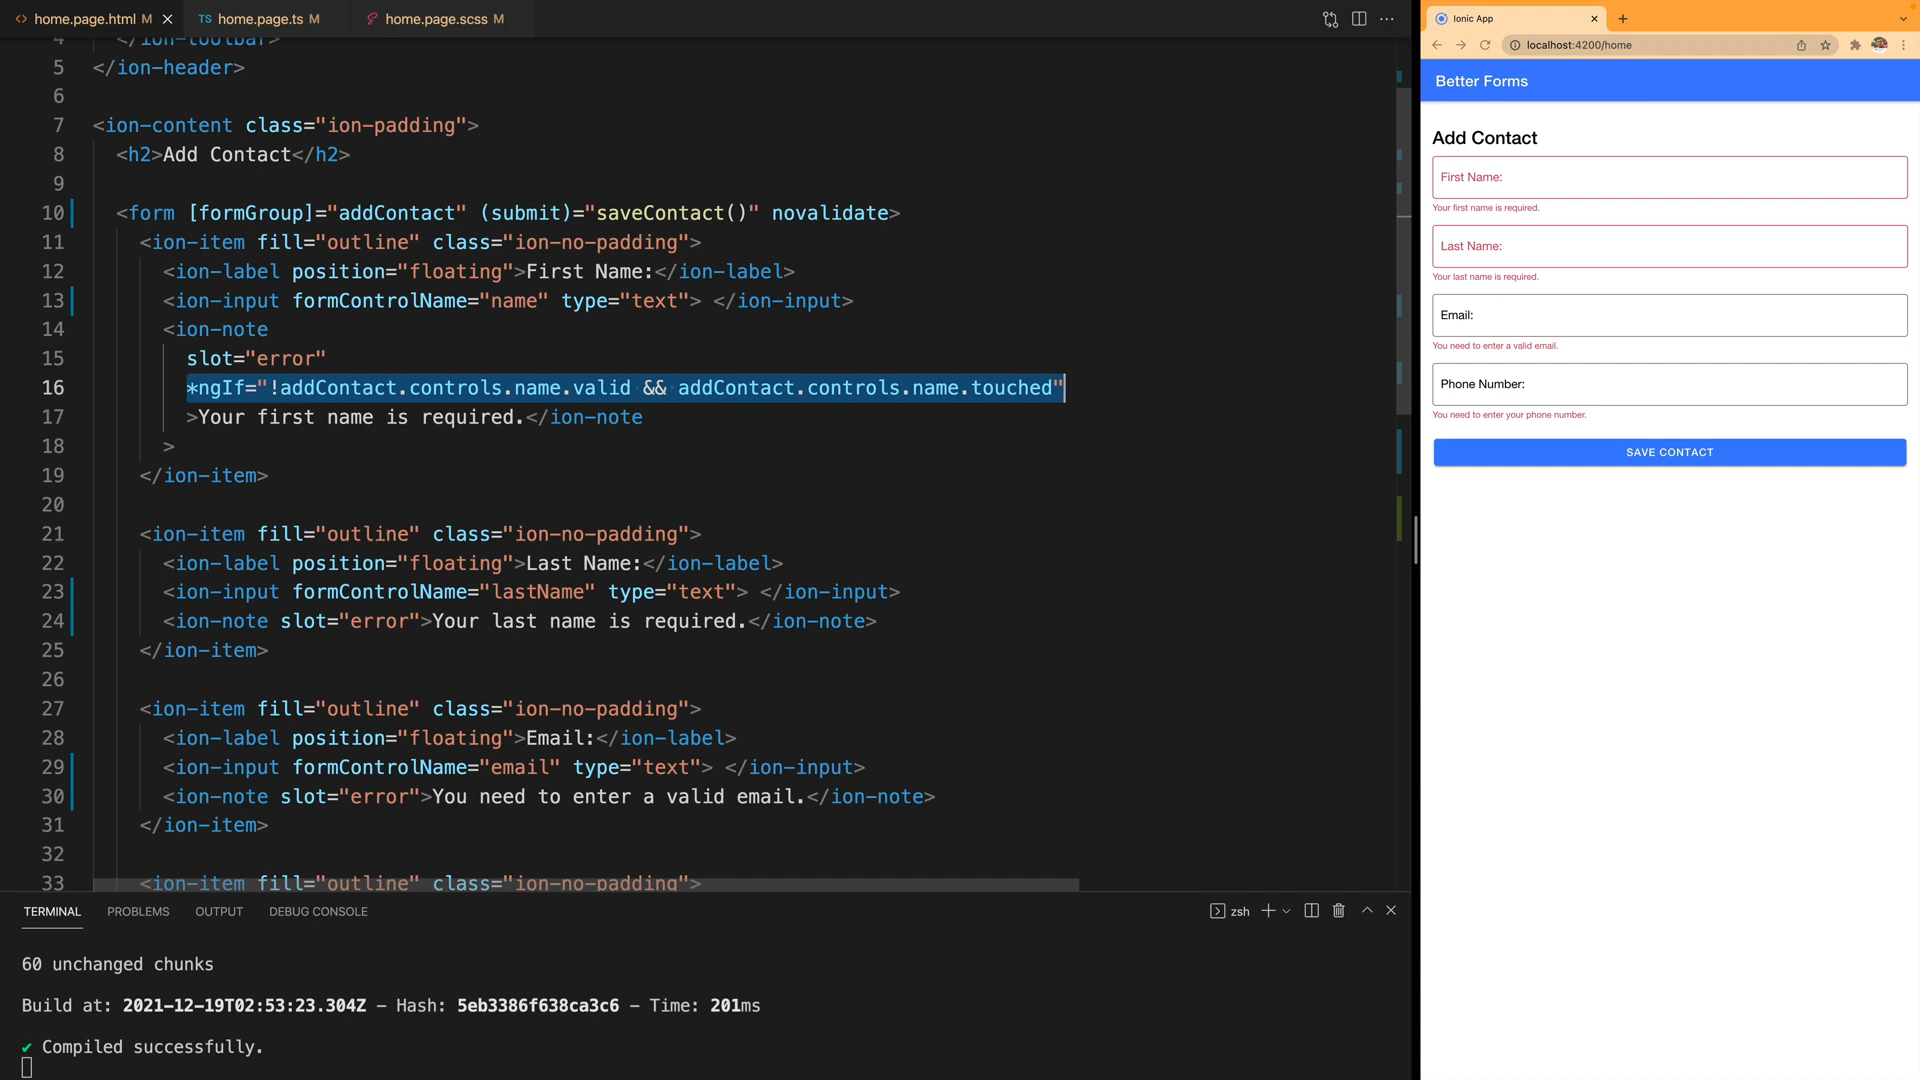 home.page.html M
TS home.page.ts M
home.page.scss M
4 </ion-toolbar>
5 </ion-header>
6
7 <ion-content class="ion-padding">
8 <h2>Add Contact</h2>
9
10 <form [formGroup]="addContact" (submit)="saveContact()" novalidate>
11 <ion-item fill="outline" class="ion-no-padding">
12 <ion-label position="floating">First Name:</ion-label>
13 <ion-input formControlName="name" type="text"> </ion-input>
14 <ion-note
15 slot="error"
16 *ngIf="!addContact.controls.name.valid && addContact.controls.name.touched"
17 >Your first name is required.</ion-note
18 >
19 </ion-item>
20
21 <ion-item fill="outline" class="ion-no-padding">
22 <ion-label position="floating">Last Name:</ion-label>
23 <ion-input formControlName="lastName" type="text"> </ion-input>
24 <ion-note slot="error">Your last name is required.</ion-note>
25 </ion-item>
26
27 <ion-item fill="outline" class="ion-no-padding">
28 <ion-label position="floating">Email:</ion-label>
29 <ion-input formControlName="email" type="text"> </ion-input>
30 <ion-note slot="error">You need to enter a valid email.</ion-note>
31 </ion-item>
32
33 <ion-item fill="outline" class="ion-no-padding">
TERMINAL PROBLEMS OUTPUT DEBUG CONSOLE
zsh
60 unchanged chunks
Build at: 2021-12-19T02:53:23.304Z - Hash: 5eb3386f638ca3c6 - Time: 201ms
✔ Compiled successfully.
Ionic App
localhost:4200/home
Better Forms
Add Contact
First Name:
Your first name is required.
Last Name:
Your last name is required.
Email:
You need to enter a valid email.
Phone Number:
You need to enter your phone number.
SAVE CONTACT